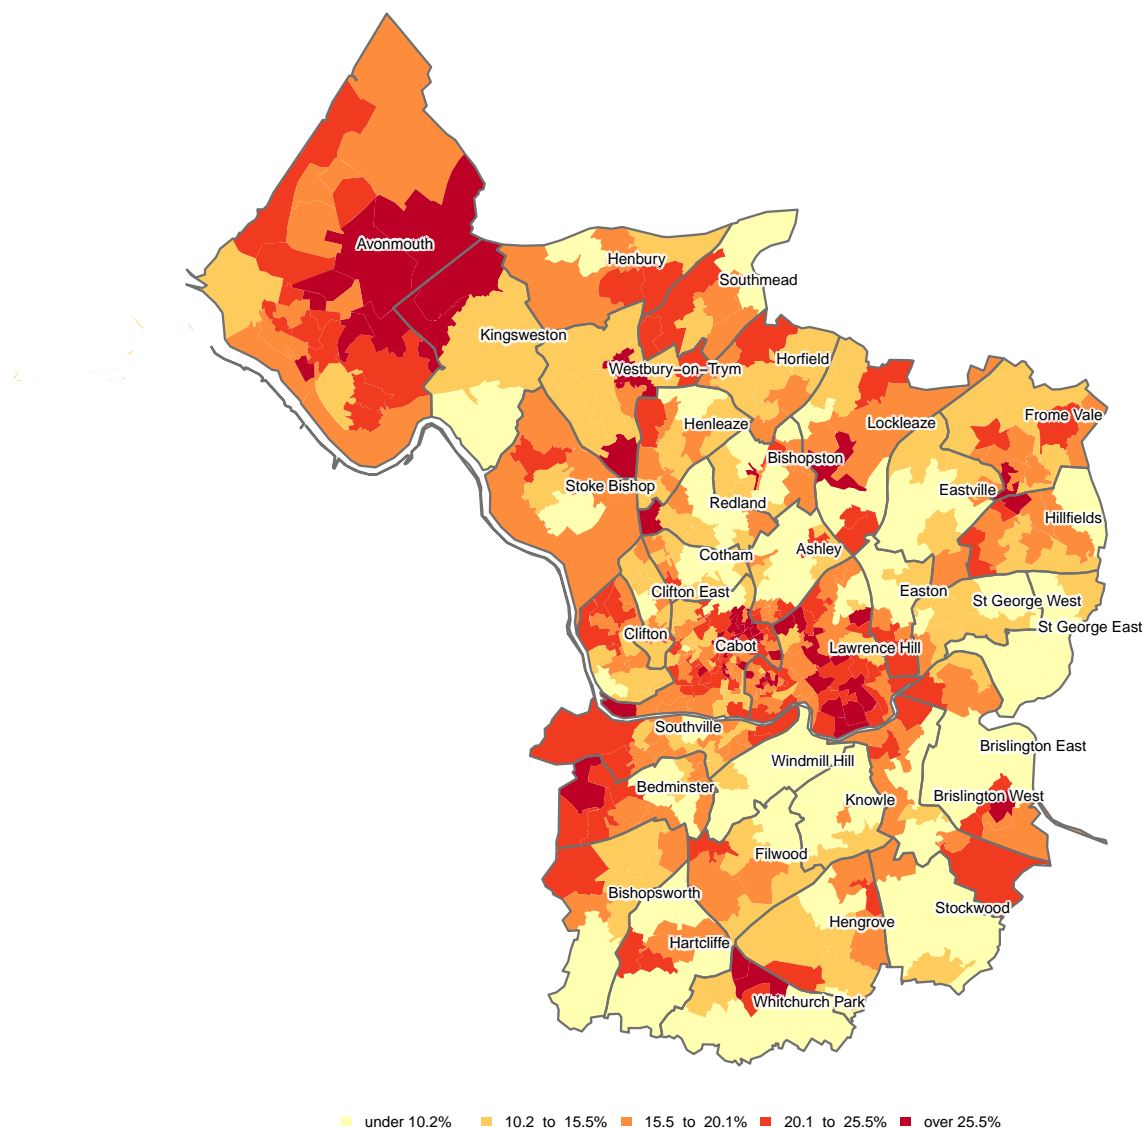 Avonmouth
Henbury
Southmead
Kingsweston
Westbury-on-Trym
Horfield
Henleaze
Lockleaze
Frome Vale
Bishopston
Stoke Bishop
Eastville
Redland
Hillfields
Cotham
Ashley
Clifton East
Easton
St George West
St George East
Clifton
Cabot
Lawrence Hill
Southville
Windmill Hill
Brislington East
Bedminster
Knowle
Brislington West
Filwood
Bishopsworth
Stockwood
Hengrove
Hartcliffe
Whitchurch Park
under 10.2% 10.2 to 15.5% 15.5 to 20.1% 20.1 to 25.5% over 25.5%